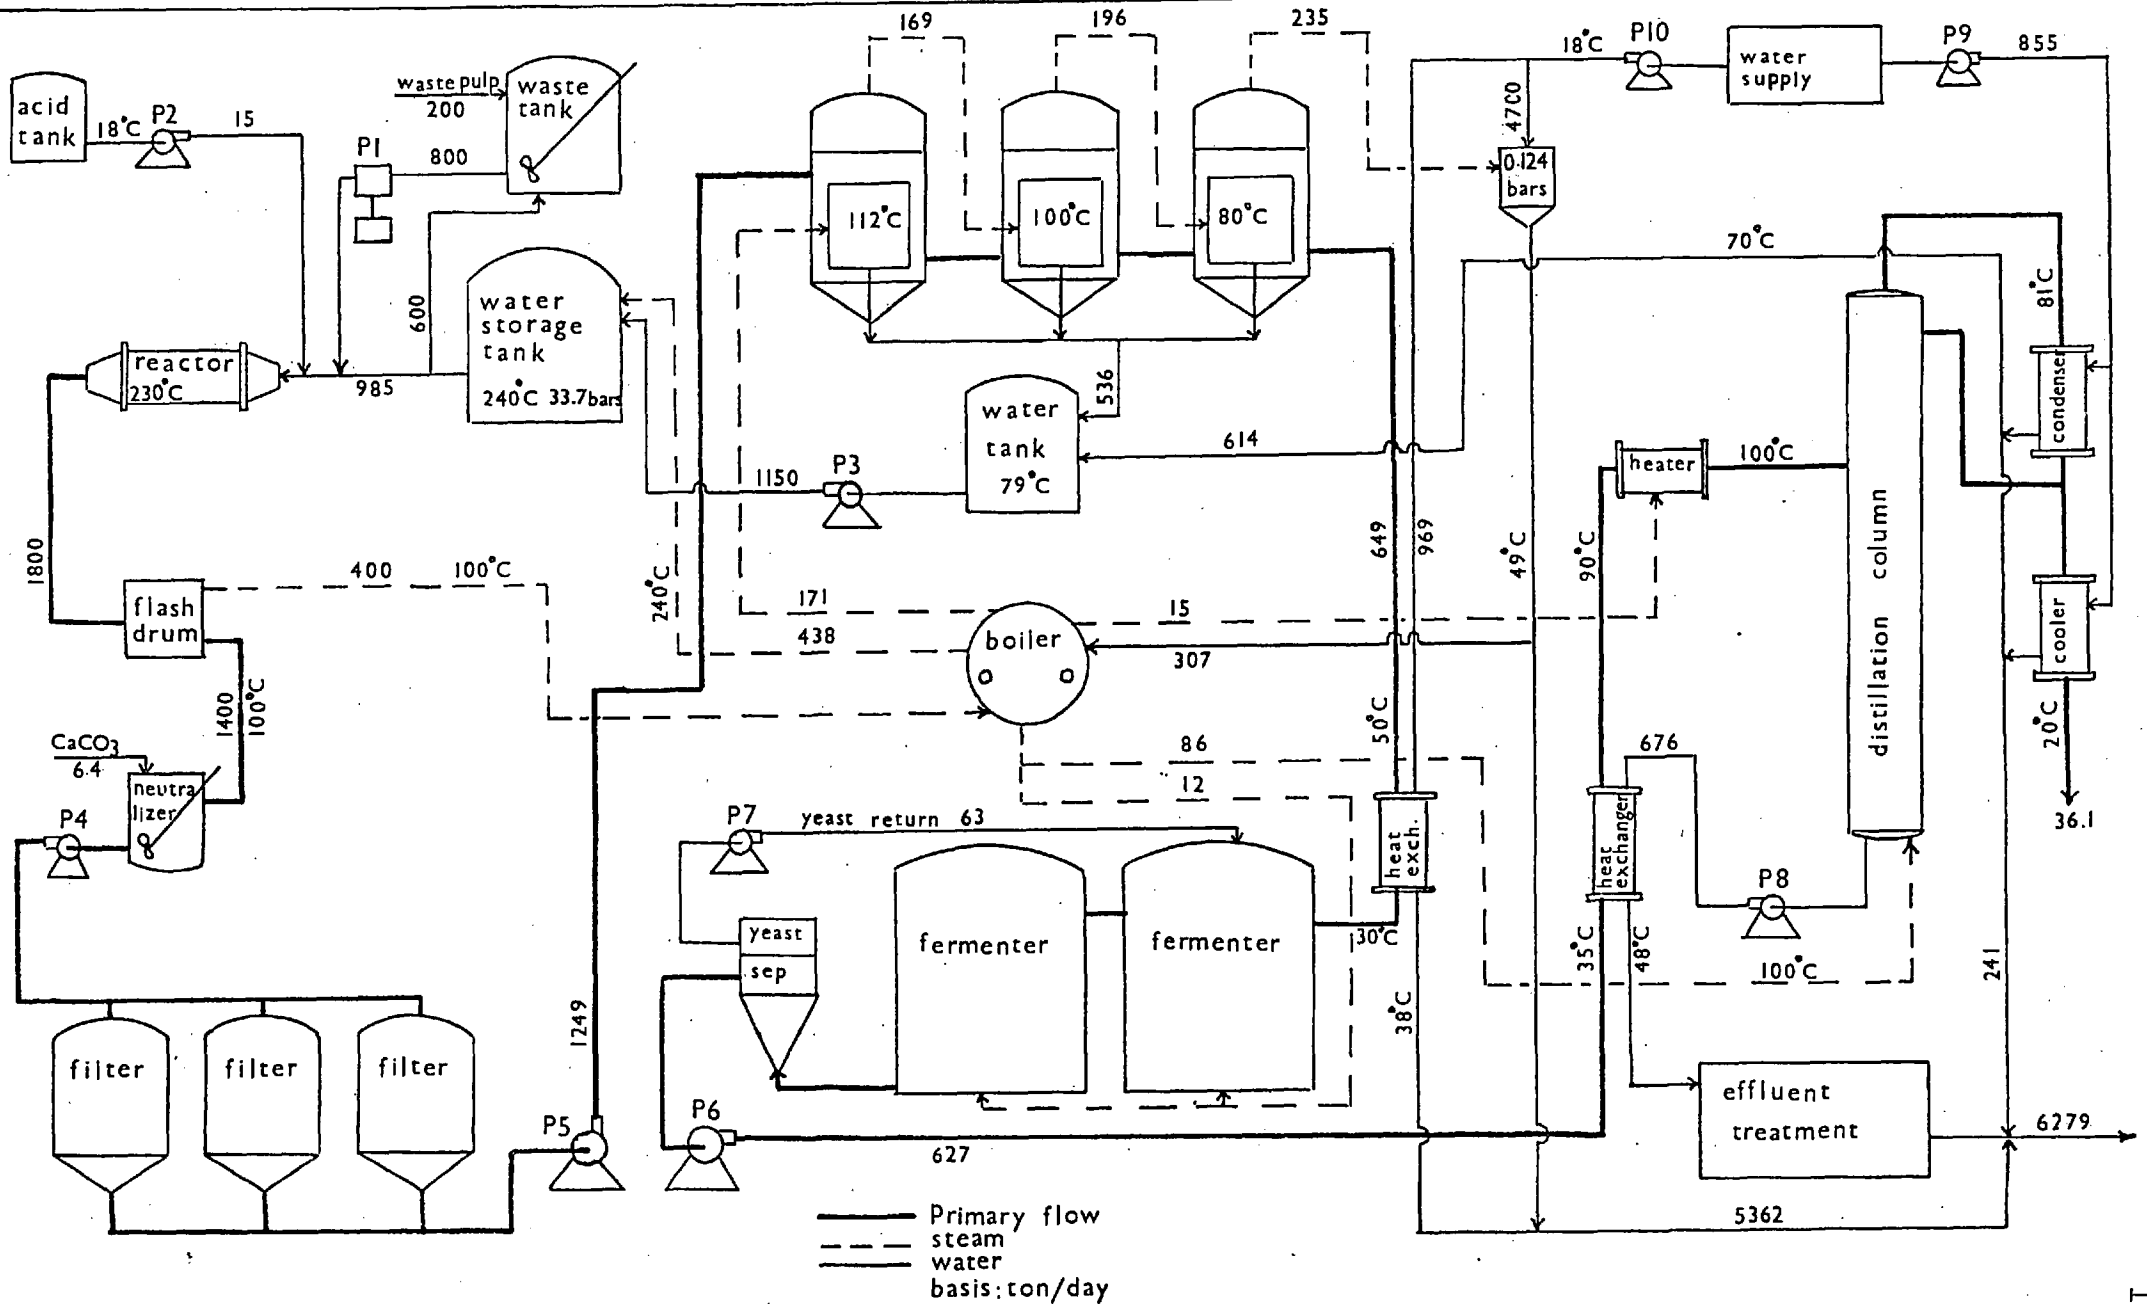 169
196
235
18°C
P10
water
supply
P9
855
acid
tank
18°C
P2
15
waste pulp
200
waste
tank
P1
800
4700
0.124
bars
112°C
100°C
80°C
70°C
81°C
600
water
storage
tank
240°C 33.7bars
reactor
230°C
985
536
water
tank
79°C
614
condenser
heater
100°C
1150
P3
1800
400
100°C
240°C
649
969
49°C
90°C
distillation column
flash
drum
171
438
boiler
15
307
cooler
1400
100°C
50°C
20°C
CaCO3
6.4
neutra
lizer
86
12
676
36.1
P4
P7
yeast return 63
heat
exch.
heat
exchanger
P8
yeast
sep
fermenter
fermenter
30°C
35°C
48°C
100°C
241
38°C
1249
filter
filter
filter
P5
P6
627
effluent
treatment
6279
5362
Primary flow
steam
water
basis: ton/day